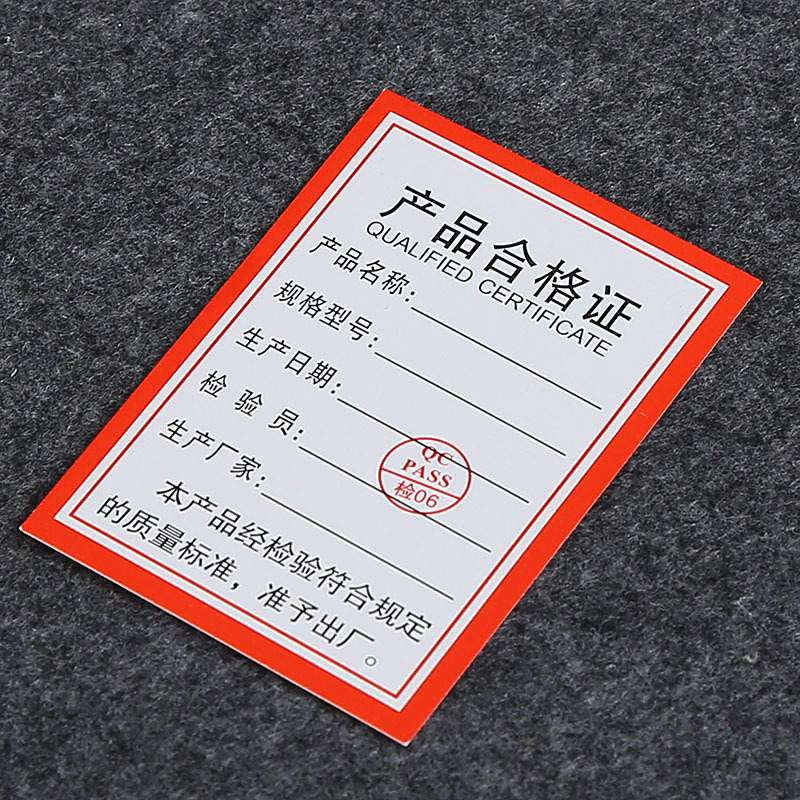 产品合格证
QUALIFIED CERTIFICATE
产品名称:
规格型号:
生产日期:
检 验 员:
QC
PASS
检06
生产厂家:
本产品经检验符合规定
的质量标准，准予出厂。